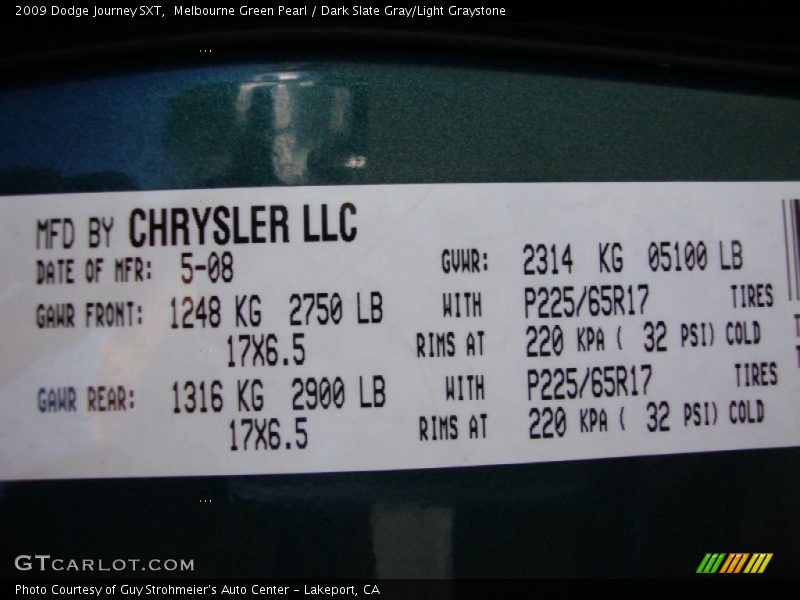 2009 Dodge Journey SXT, Melbourne Green Pearl / Dark Slate Gray/Light Graystone
MFD BY CHRYSLER LLC
DATE OF MFR: 5-08 GVWR: 2314 KG 05100 LB
GAWR FRONT: 1248 KG 2750 LB WITH P225/65R17 TIRES
17X6.5 RIMS AT 220 KPA ( 32 PSI) COLD
GAWR REAR: 1316 KG 2900 LB WITH P225/65R17 TIRES
17X6.5 RIMS AT 220 KPA ( 32 PSI) COLD
GTCARLOT.COM
Photo Courtesy of Guy Strohmeier's Auto Center - Lakeport, CA